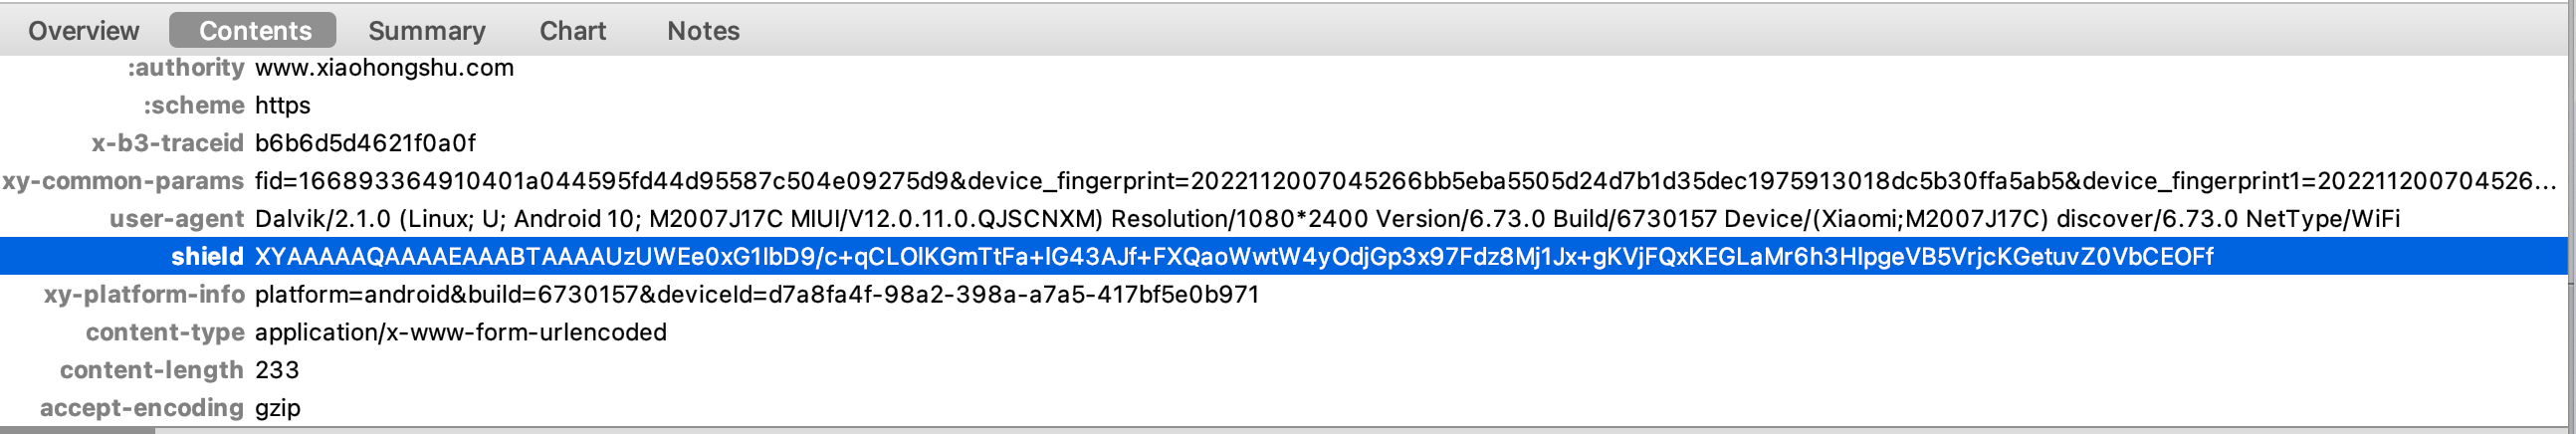 Overview Contents Summary Chart Notes
:authority www.xiaohongshu.com
:scheme https
x-b3-traceid b6b6d5d4621f0a0f
xy-common-params fid=166893364910401a044595fd44d95587c504e09275d9&device_fingerprint=2022112007045266bb5eba5505d24d7b1d35dec1975913018dc5b30ffa5ab5&device_fingerprint1=202211200704526...
user-agent Dalvik/2.1.0 (Linux; U; Android 10; M2007J17C MIUI/V12.0.11.0.QJSCNXM) Resolution/1080*2400 Version/6.73.0 Build/6730157 Device/(Xiaomi;M2007J17C) discover/6.73.0 NetType/WiFi
shield XYAAAAAQAAAAEAAABTAAAAUzUWEe0xG1IbD9/c+qCLOlKGmTtFa+lG43AJf+FXQaoWwtW4yOdjGp3x97Fdz8Mj1Jx+gKVjFQxKEGLaMr6h3HlpgeVB5VrjcKGetuvZ0VbCEOFf
xy-platform-info platform=android&build=6730157&deviceId=d7a8fa4f-98a2-398a-a7a5-417bf5e0b971
content-type application/x-www-form-urlencoded
content-length 233
accept-encoding gzip